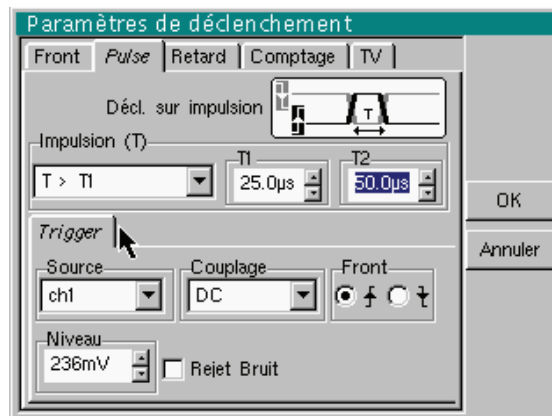 Paramètres de déclenchement
Front Pulse Retard Comptage TV
Décl. sur impulsion
T
Impulsion (T)
T1 T2
T > T1 25.0µs 50.0µs
OK
Trigger
Annuler
Source Couplage Front
ch1 DC
Niveau
236mV Rejet Bruit